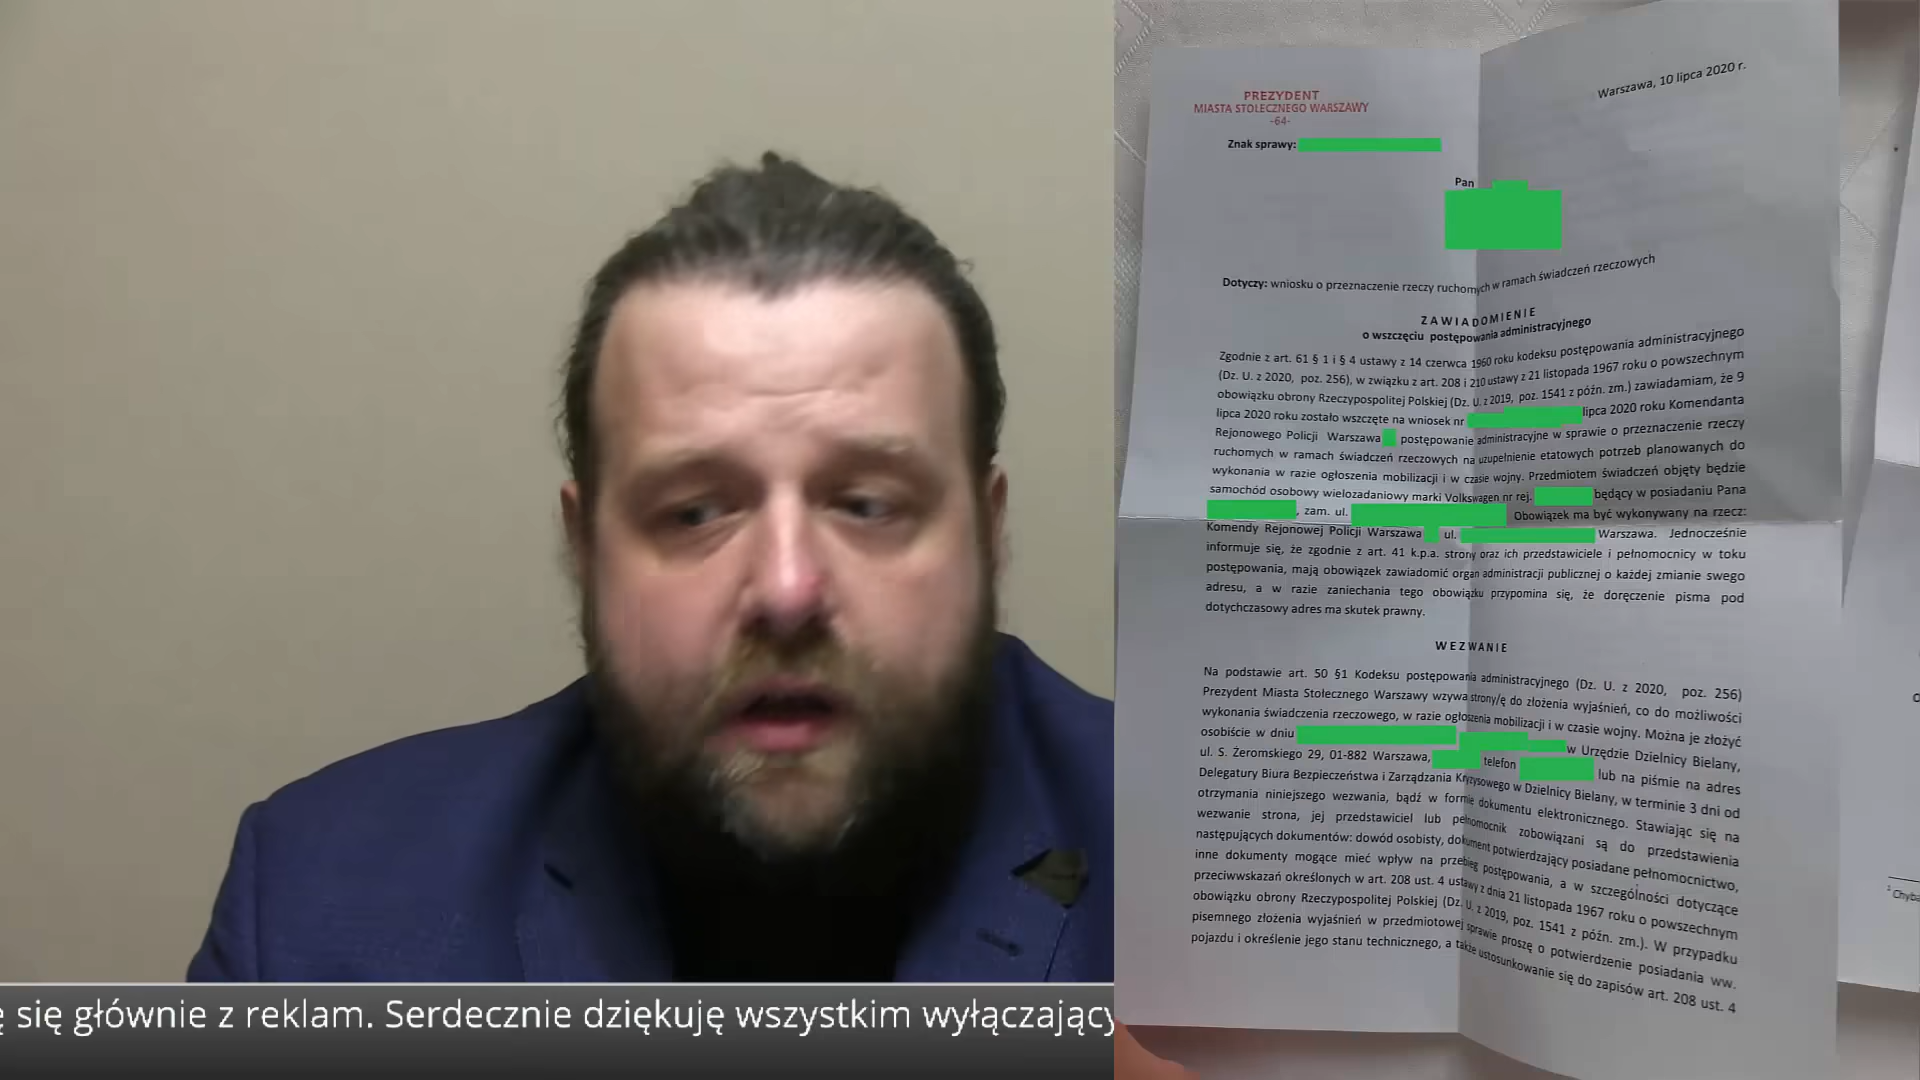 PREZYDENT
MIASTA STOŁECZNEGO WARSZAWY
-64-
Warszawa, 10 lipca 2020 r.
Znak sprawy:
Pan
Dotyczy: wniosku o przeznaczenie rzeczy ruchomych w ramach świadczeń rzeczowych
ZAWIADOMIENIE
o wszczęciu postępowania administracyjnego
Zgodnie z art. 61 § 1 i § 4 ustawy z 14 czerwca 1960 roku kodeksu postępowania administracyjnego
(Dz. U. z 2020, poz. 256), w związku z art. 208 i 210 ustawy z 21 listopada 1967 roku o powszechnym
obowiązku obrony Rzeczypospolitej Polskiej (Dz. U. z 2019, poz. 1541 z późn. zm.) zawiadamiam, że 9
lipca 2020 roku zostało wszczęte na wniosek nr lipca 2020 roku Komendanta
Rejonowego Policji Warszawa postępowanie administracyjne w sprawie o przeznaczenie rzeczy
ruchomych w ramach świadczeń rzeczowych na uzupełnienie etatowych potrzeb planowanych do
wykonania w razie ogłoszenia mobilizacji i w czasie wojny. Przedmiotem świadczeń objęty będzie
samochód osobowy wielozadaniowy marki Volkswagen nr rej. będący w posiadaniu Pana
, zam. ul. Obowiązek ma być wykonywany na rzecz:
Komendy Rejonowej Policji Warszawa ul. Warszawa. Jednocześnie
informuje się, że zgodnie z art. 41 k.p.a. strony oraz ich przedstawiciele i pełnomocnicy w toku
postępowania, mają obowiązek zawiadomić organ administracji publicznej o każdej zmianie swego
adresu, a w razie zaniechania tego obowiązku przypomina się, że doręczenie pisma pod
dotychczasowy adres ma skutek prawny.
WEZWANIE
Na podstawie art. 50 §1 Kodeksu postępowania administracyjnego (Dz. U. z 2020, poz. 256)
Prezydent Miasta Stołecznego Warszawy wzywa strony/ę do złożenia wyjaśnień, co do możliwości
wykonania świadczenia rzeczowego, w razie ogłoszenia mobilizacji i w czasie wojny. Można je złożyć
osobiście w dniu w Urzędzie Dzielnicy Bielany,
ul. S. Żeromskiego 29, 01-882 Warszawa, telefon lub na piśmie na adres
Delegatury Biura Bezpieczeństwa i Zarządzania Kryzysowego w Dzielnicy Bielany, w terminie 3 dni od
otrzymania niniejszego wezwania, bądź w formie dokumentu elektronicznego. Stawiając się na
wezwanie strona, jej przedstawiciel lub pełnomocnik zobowiązani są do przedstawienia
następujących dokumentów: dowód osobisty, dokument potwierdzający posiadane pełnomocnictwo,
inne dokumenty mogące mieć wpływ na przebieg postępowania, a w szczególności dotyczące
przeciwwskazań określonych w art. 208 ust. 4 ustawy z dnia 21 listopada 1967 roku o powszechnym
obowiązku obrony Rzeczypospolitej Polskiej (Dz. U. z 2019, poz. 1541 z późn. zm.). W przypadku
pisemnego złożenia wyjaśnień w przedmiotowej sprawie proszę o potwierdzenie posiadania ww.
pojazdu i określenie jego stanu technicznego, a także ustosunkowanie się do zapisów art. 208 ust. 4
się głównie z reklam. Serdecznie dziękuję wszystkim wyłączający